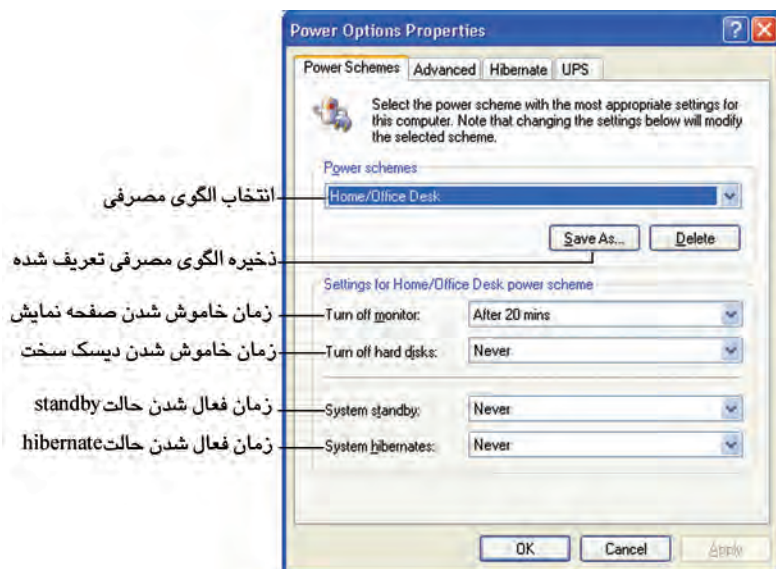 Power Options Properties
Power Schemes Advanced Hibernate UPS
Select the power scheme with the most appropriate settings for
this computer. Note that changing the settings below will modify
the selected scheme.
Power schemes
انتخاب الگوی مصرفی
Home/Office Desk
Save As... Delete
ذخیره الگوی مصرفی تعریف شده
Settings for Home/Office Desk power scheme
زمان خاموش شدن صفحه نمایش
Turn off monitor: After 20 mins
زمان خاموش شدن دیسک سخت
Turn off hard disks: Never
زمان فعال شدن حالت standby
System standby: Never
زمان فعال شدن حالت hibernate
System hibernates: Never
OK Cancel Apply